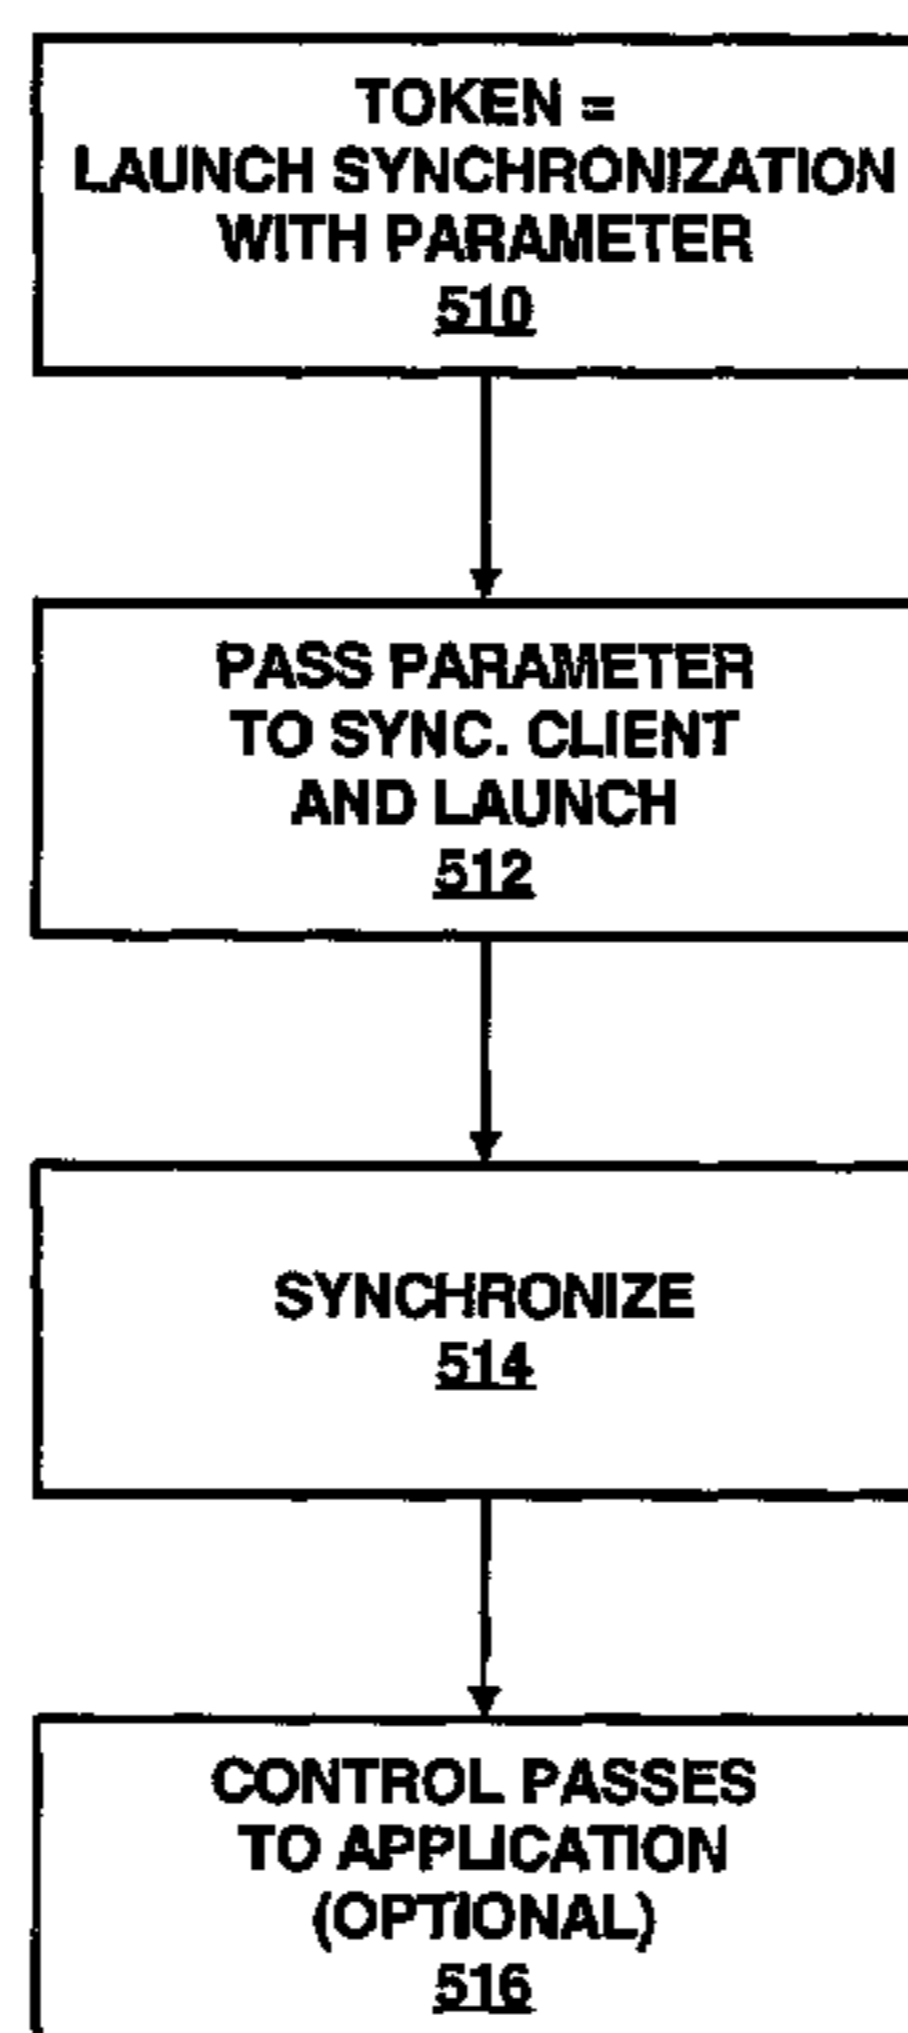 TOKEN =
LAUNCH SYNCHRONIZATION
WITH PARAMETER
510
PASS PARAMETER
TO SYNC. CLIENT
AND LAUNCH
512
SYNCHRONIZE
514
CONTROL PASSES
TO APPLICATION
(OPTIONAL)
516